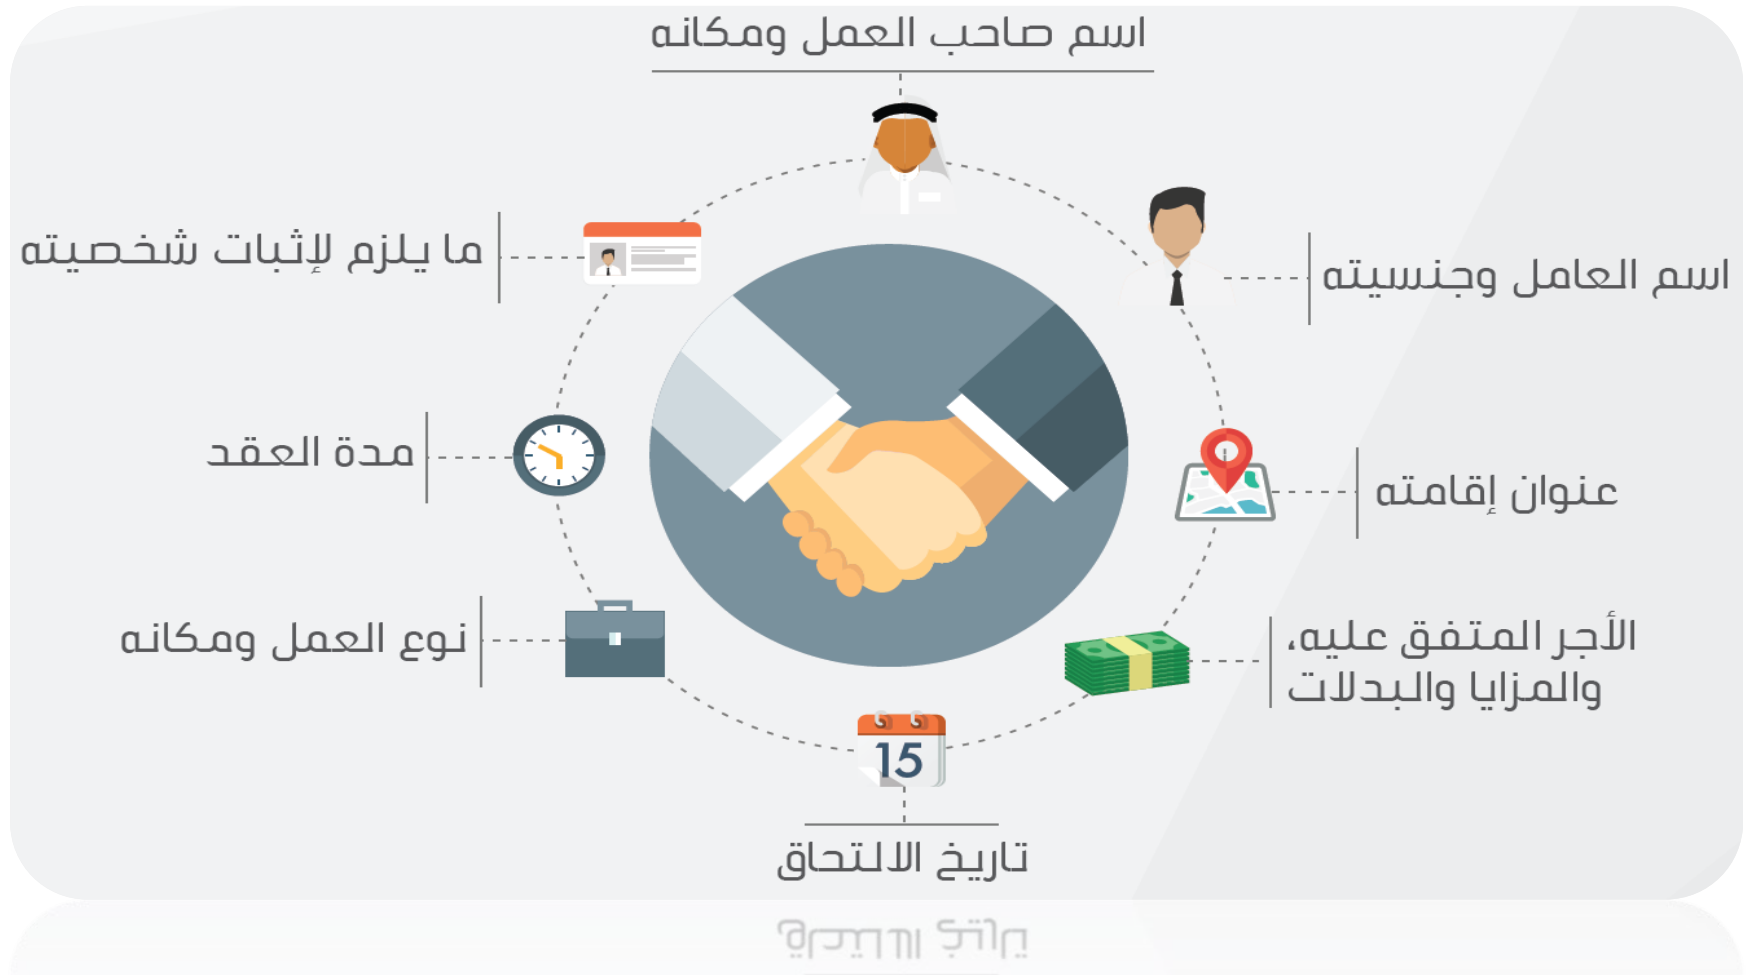 اسم صاحب العمل ومكانه
اسم العامل وجنسيته
ما يلزم لإثبات شخصيته
عنوان إقامته
مدة العقد
الأجر المتفق عليه،
والمزايا والبدلات
نوع العمل ومكانه
15
تاريخ الالتحاق